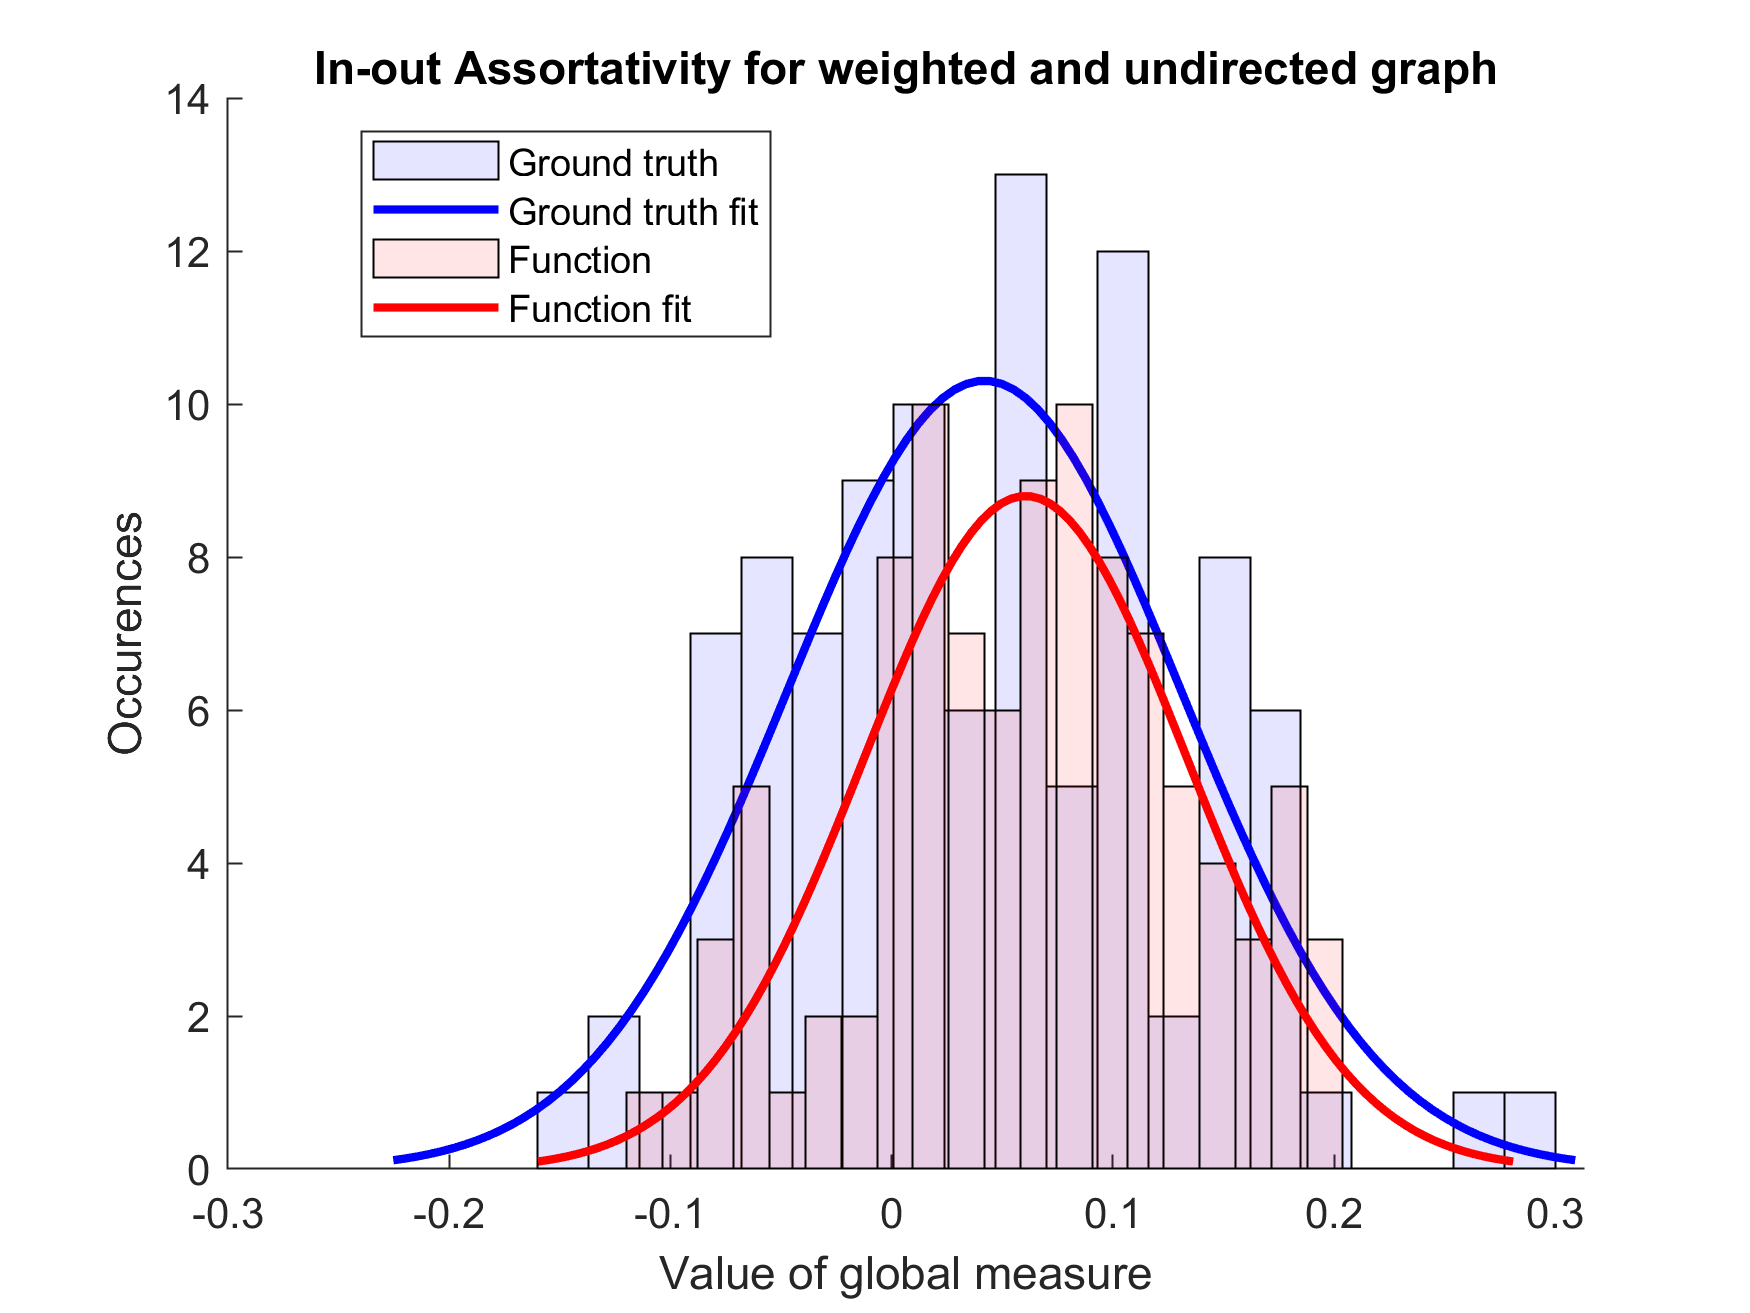 In-out Assortativity for weighted and undirected graph
14
12
10
8
6
4
2
0
Occurences
Ground truth
Ground truth fit
Function
Function fit
-0.3 -0.2 -0.1 0 0.1 0.2 0.3
Value of global measure